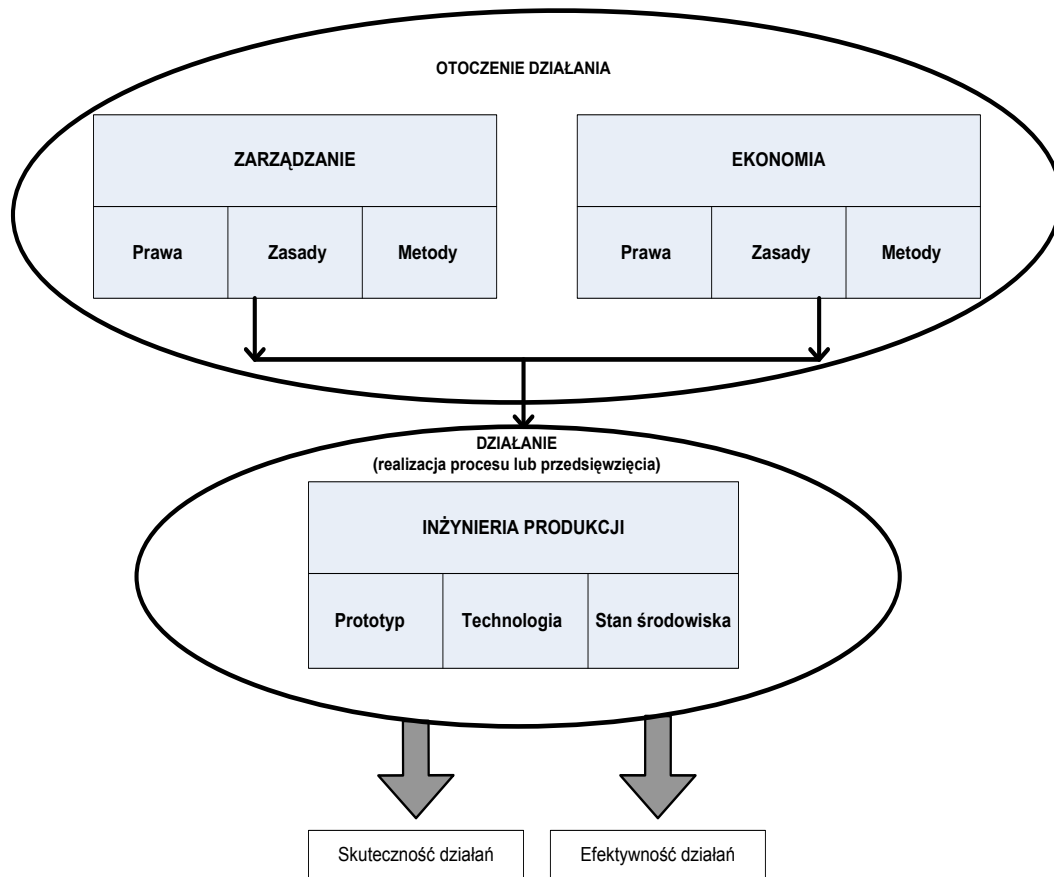 OTOCZENIE DZIAŁANIA
ZARZĄDZANIE
EKONOMIA
Prawa Zasady Metody
Prawa Zasady Metody
DZIAŁANIE
(realizacja procesu lub przedsięwzięcia)
INŻYNIERIA PRODUKCJI
Prototyp Technologia Stan środowiska
Skuteczność działań
Efektywność działań